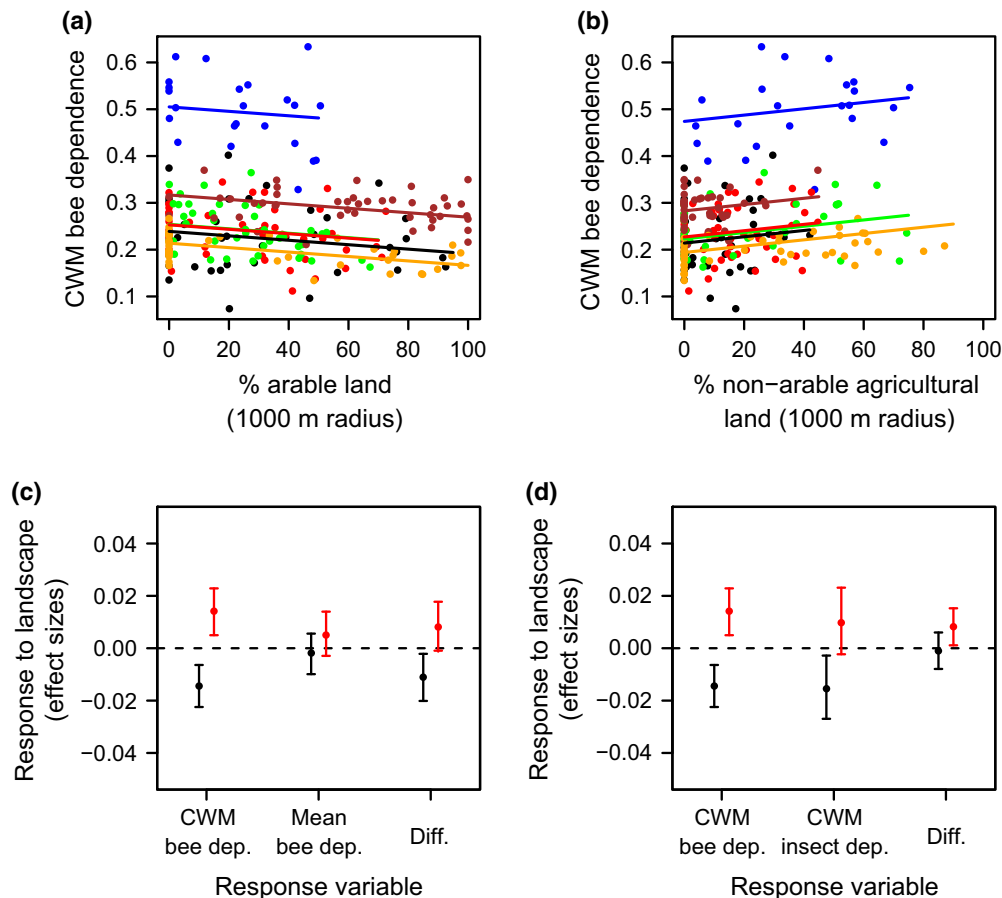 (a)
CWM bee dependence
0.6
0.5
0.4
0.3
0.2
0.1
0 20 40 60 80 100
% arable land
(1000 m radius)
(b)
CWM bee dependence
0.6
0.5
0.4
0.3
0.2
0.1
0 20 40 60 80 100
% non−arable agricultural
land (1000 m radius)
(c)
Response to landscape
(effect sizes)
0.04
0.02
0.00
−0.02
−0.04
CWM Mean Diff.
bee dep. bee dep.
Response variable
(d)
Response to landscape
(effect sizes)
0.04
0.02
0.00
−0.02
−0.04
CWM CWM Diff.
bee dep. insect dep.
Response variable